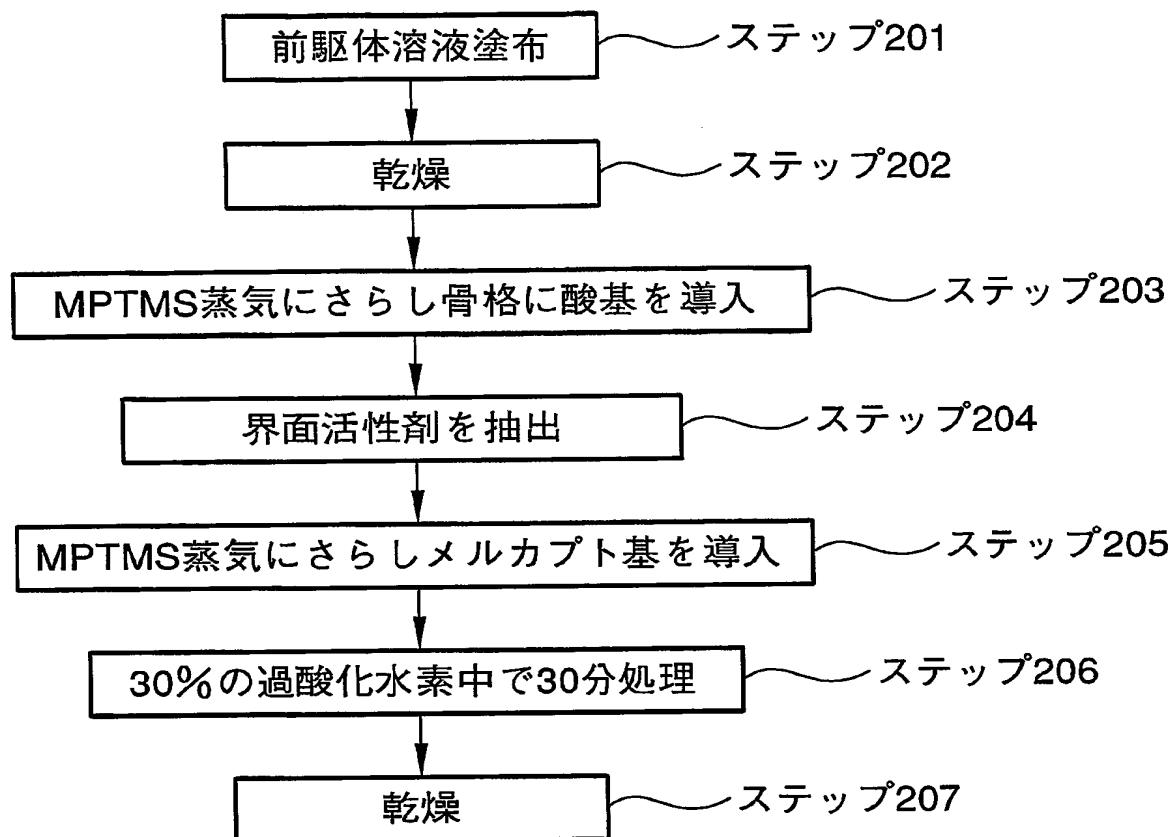 前駆体溶液塗布
ステップ201
乾燥
ステップ202
MPTMS蒸気にさらし骨格に酸基を導入
ステップ203
界面活性剤を抽出
ステップ204
MPTMS蒸気にさらしメルカプト基を導入
ステップ205
30%の過酸化水素中で30分処理
ステップ206
乾燥
ステップ207